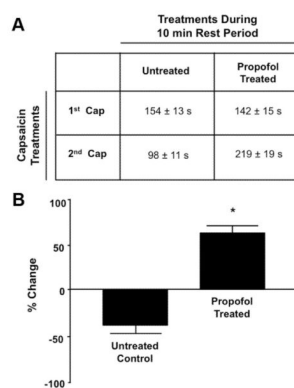 A
Treatments During
10 min Rest Period
Untreated
Propofol
Treated
Capsaicin
Treatments
1st Cap
154 ± 13 s
142 ± 15 s
2nd Cap
98 ± 11 s
219 ± 19 s
B
% Change
100
50
0
-50
-100
*
Propofol
Treated
Untreated
Control